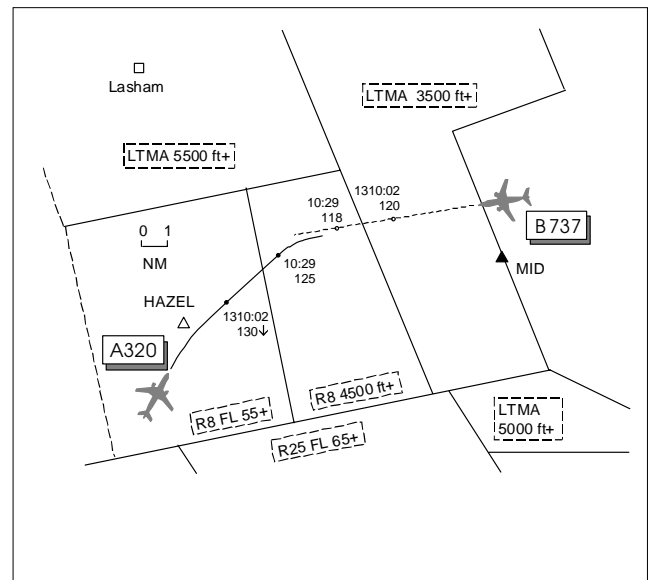 Lasham
LTMA 3500 ft+
LTMA 5500 ft+
1310:02
120
10:29
118
B737
0 1
NM
10:29
125
MID
HAZEL
1310:02
130↓
A320
R8 FL 55+
R8 4500 ft+
LTMA
5000 ft+
R25 FL 65+